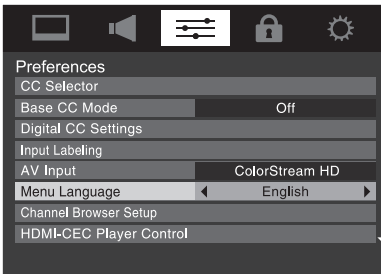 Preferences
CC Selector
Base CC Mode Off
Digital CC Settings
Input Labeling
AV Input ColorStream HD
Menu Language English
Channel Browser Setup
HDMI-CEC Player Control